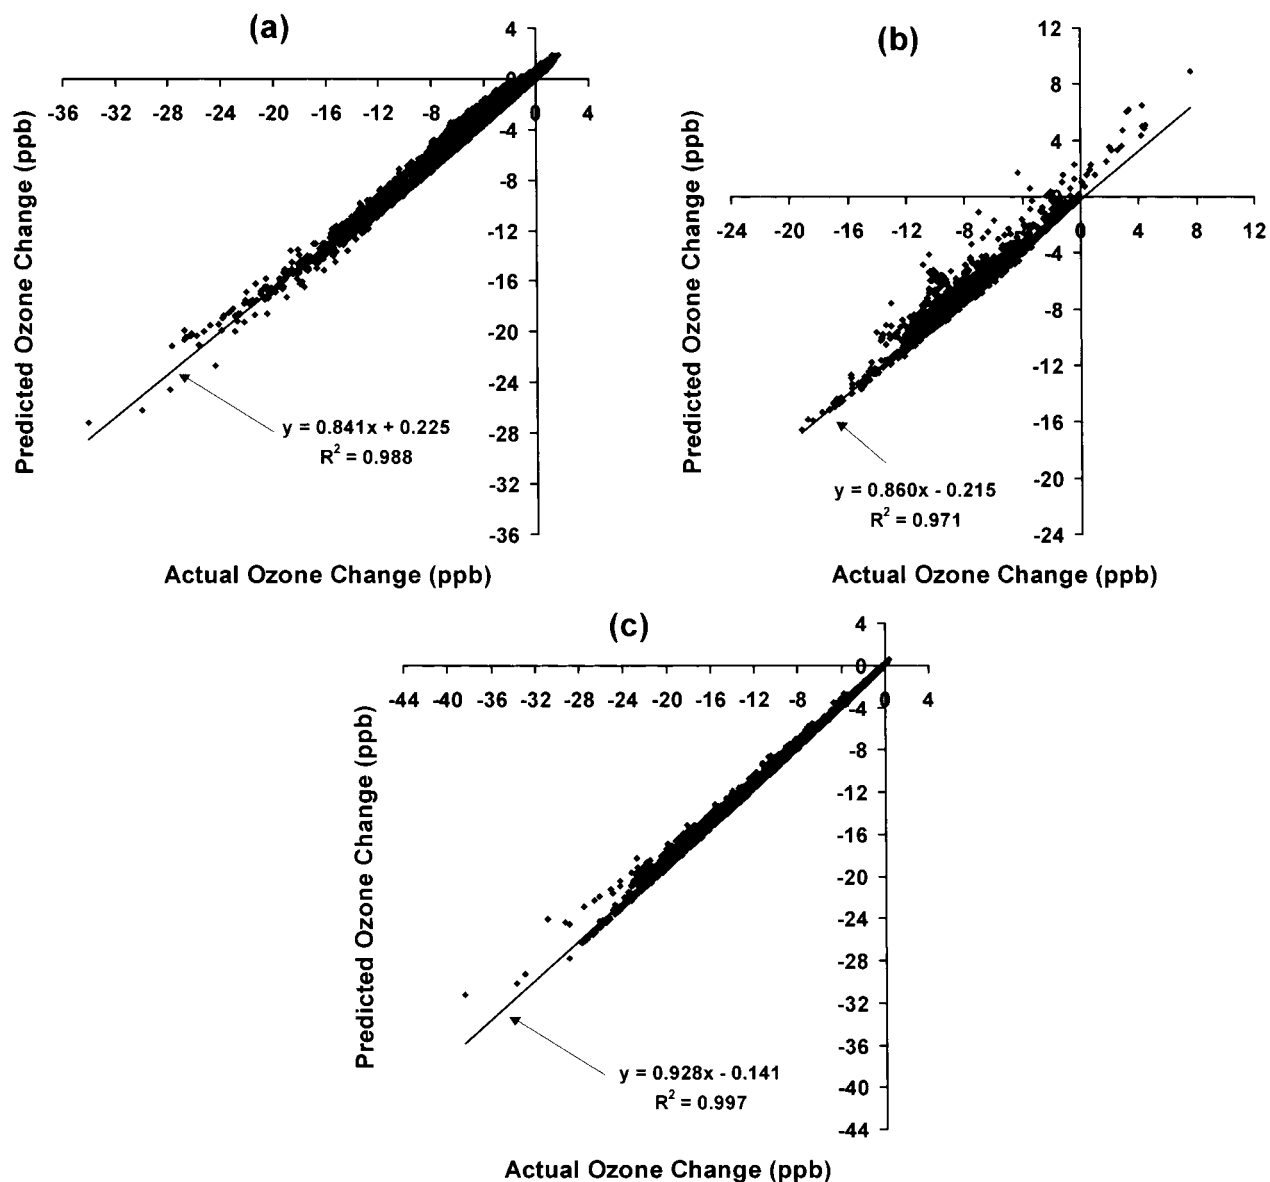 (a)
4
0
-36 -32 -28 -24 -20 -16 -12 -8 0 4
-4
-8
-12
-16
-20
-24
-28
-32
-36
Predicted Ozone Change (ppb)
y = 0.841x + 0.225
R² = 0.988
Actual Ozone Change (ppb)
(b)
12
8
4
-24 -20 -16 -12 -8 0 4 8 12
-4
-8
-12
-16
-20
-24
Predicted Ozone Change (ppb)
y = 0.860x - 0.215
R² = 0.971
Actual Ozone Change (ppb)
(c)
4
0
-44 -40 -36 -32 -28 -24 -20 -16 -12 -8 0 4
-4
-8
-12
-16
-20
-24
-28
-32
-36
-40
-44
Predicted Ozone Change (ppb)
y = 0.928x - 0.141
R² = 0.997
Actual Ozone Change (ppb)